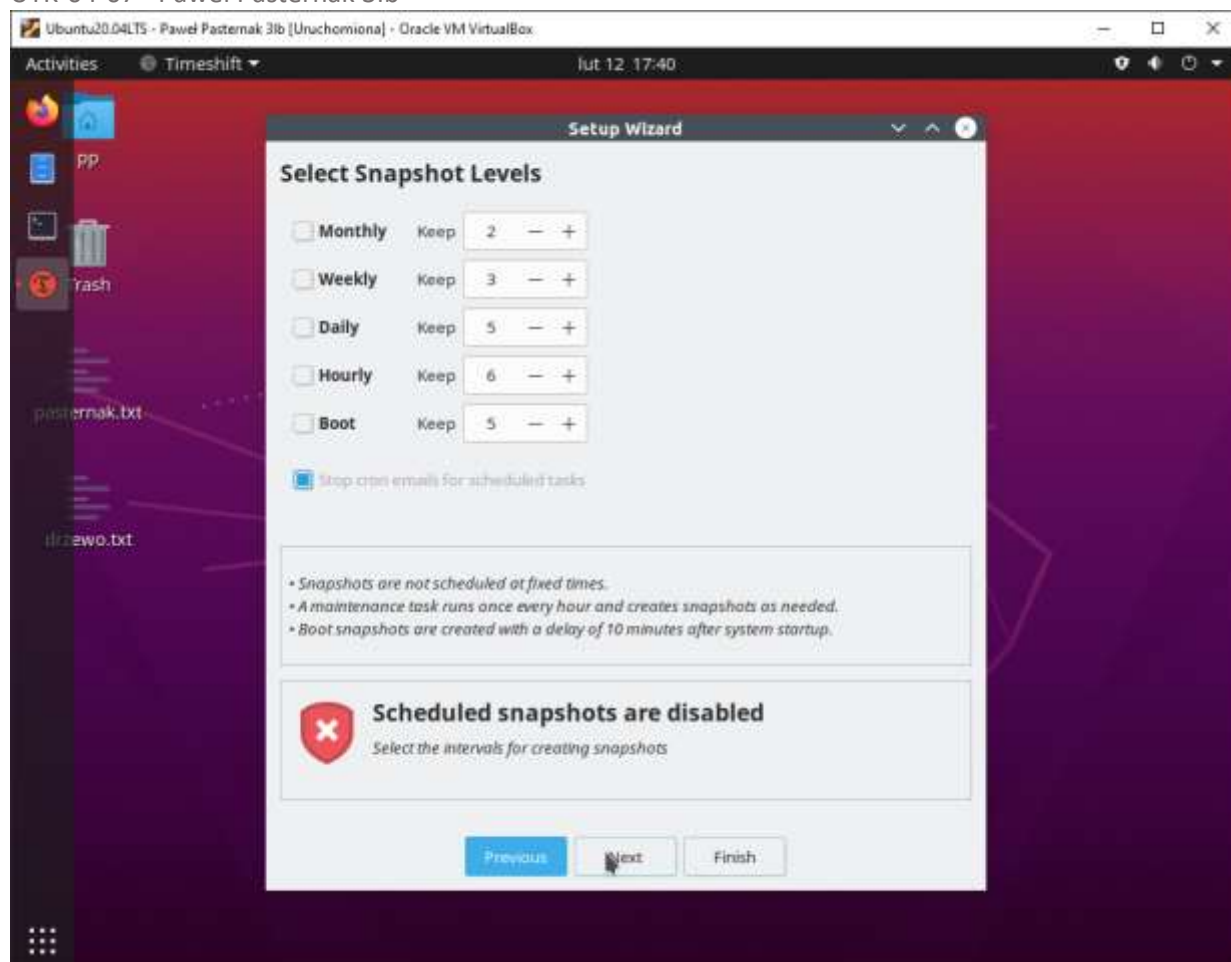 Ubuntu20.04LTS - Paweł Pasternak 3lb [Uruchomiona] - Oracle VM VirtualBox
Activities Timeshift lut 12 17:40
PP
Trash
pasternak.txt
drzewo.txt
Setup Wizard
Select Snapshot Levels
Monthly Keep 2 − +
Weekly Keep 3 − +
Daily Keep 5 − +
Hourly Keep 6 − +
Boot Keep 5 − +
Stop cron emails for scheduled tasks
• Snapshots are not scheduled at fixed times.
• A maintenance task runs once every hour and creates snapshots as needed.
• Boot snapshots are created with a delay of 10 minutes after system startup.
Scheduled snapshots are disabled
Select the intervals for creating snapshots
Previous Next Finish